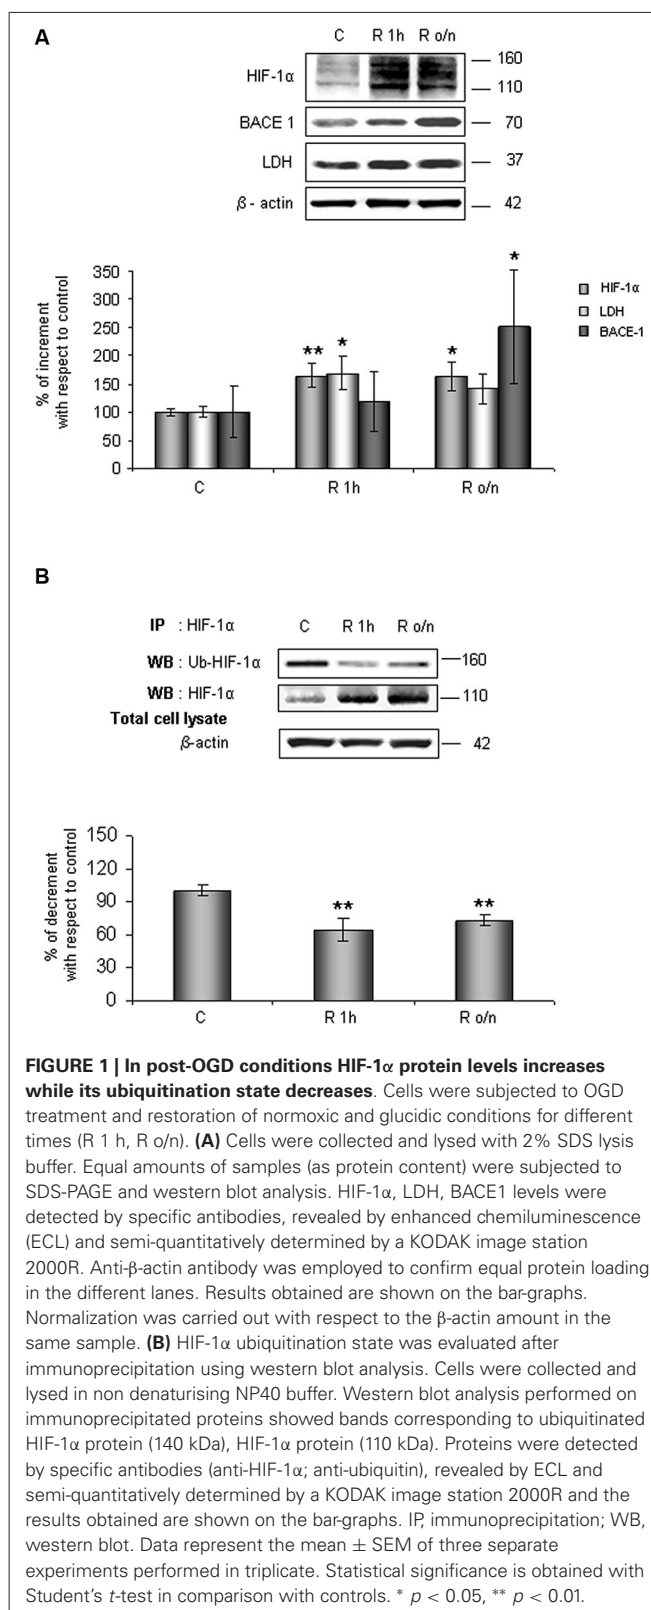 A
C R 1h R o/n
HIF-1α
160
110
BACE 1
70
LDH
37
β- actin
42
% of increment
with respect to control
350
300
250
200
150
100
50
0
** * * *
HIF-1α
LDH
BACE-1
C R 1h R o/n
B
IP : HIF-1α C R 1h R o/n
WB : Ub-HIF-1α 160
WB : HIF-1α 110
Total cell lysate
β-actin 42
% of decrement
with respect to control
150
120
90
60
30
0
** **
C R 1h R o/n
FIGURE 1 | In post-OGD conditions HIF-1α protein levels increases
while its ubiquitination state decreases. Cells were subjected to OGD
treatment and restoration of normoxic and glucidic conditions for different
times (R 1 h, R o/n). (A) Cells were collected and lysed with 2% SDS lysis
buffer. Equal amounts of samples (as protein content) were subjected to
SDS-PAGE and western blot analysis. HIF-1α, LDH, BACE1 levels were
detected by specific antibodies, revealed by enhanced chemiluminescence
(ECL) and semi-quantitatively determined by a KODAK image station
2000R. Anti-β-actin antibody was employed to confirm equal protein loading
in the different lanes. Results obtained are shown on the bar-graphs.
Normalization was carried out with respect to the β-actin amount in the
same sample. (B) HIF-1α ubiquitination state was evaluated after
immunoprecipitation using western blot analysis. Cells were collected and
lysed in non denaturising NP40 buffer. Western blot analysis performed on
immunoprecipitated proteins showed bands corresponding to ubiquitinated
HIF-1α protein (140 kDa), HIF-1α protein (110 kDa). Proteins were detected
by specific antibodies (anti-HIF-1α; anti-ubiquitin), revealed by ECL and
semi-quantitatively determined by a KODAK image station 2000R and the
results obtained are shown on the bar-graphs. IP, immunoprecipitation; WB,
western blot. Data represent the mean ± SEM of three separate
experiments performed in triplicate. Statistical significance is obtained with
Student's t-test in comparison with controls. * p < 0.05, ** p < 0.01.